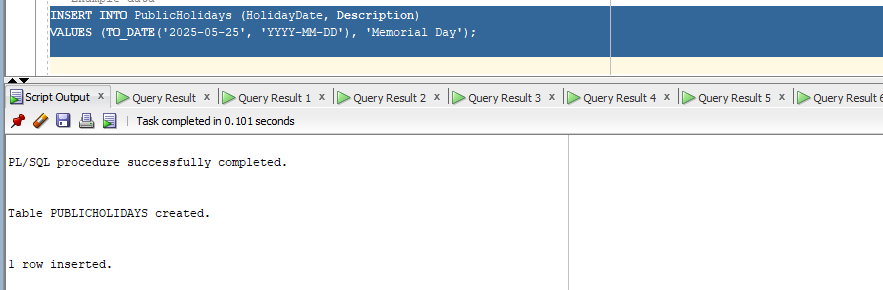 Example data
INSERT INTO PublicHolidays (HolidayDate, Description)
VALUES (TO_DATE('2025-05-25', 'YYYY-MM-DD'), 'Memorial Day');
Script Output x Query Result x Query Result 1 x Query Result 2 x Query Result 3 x Query Result 4 x Query Result 5 x Query Result 6
Task completed in 0.101 seconds
PL/SQL procedure successfully completed.
Table PUBLICHOLIDAYS created.
1 row inserted.